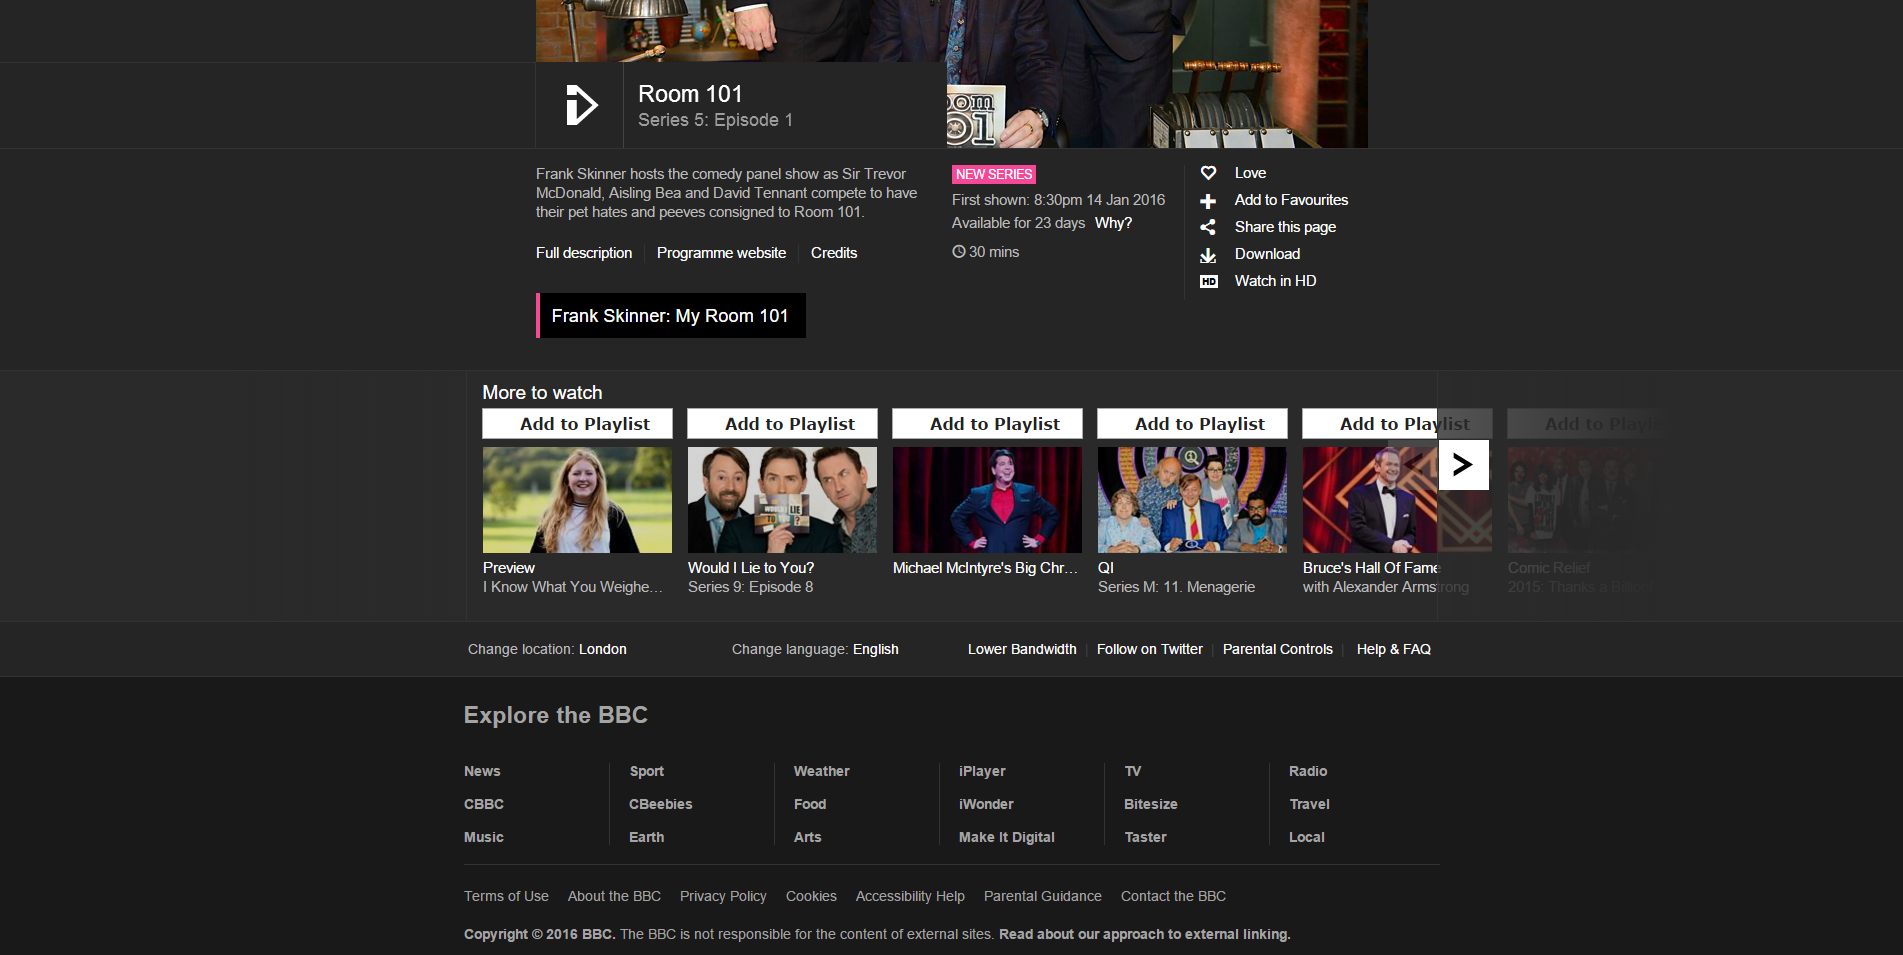 OOM
01
Room 101
Series 5: Episode 1
Frank Skinner hosts the comedy panel show as Sir Trevor
McDonald, Aisling Bea and David Tennant compete to have
their pet hates and peeves consigned to Room 101.
Full description
Programme website
Credits
Frank Skinner: My Room 101
NEW SERIES
First shown: 8:30pm 14 Jan 2016
Available for 23 days Why?
30 mins
Love
Add to Favourites
Share this page
Download
HD Watch in HD
More to watch
Add to Playlist
Add to Playlist
Add to Playlist
Add to Playlist
Add to Playlist
Add to Playli
WOULD I LIE TO YOU?
Preview
I Know What You Weighe…
Would I Lie to You?
Series 9: Episode 8
Michael McIntyre's Big Chr…
QI
Series M: 11. Menagerie
Bruce's Hall Of Fame
with Alexander Armstrong
Comic Relief
2015: Thanks a Billion
Change location: London
Change language: English
Lower Bandwidth
Follow on Twitter
Parental Controls
Help & FAQ
Explore the BBC
News
Sport
Weather
iPlayer
TV
Radio
CBBC
CBeebies
Food
iWonder
Bitesize
Travel
Music
Earth
Arts
Make It Digital
Taster
Local
Terms of Use
About the BBC
Privacy Policy
Cookies
Accessibility Help
Parental Guidance
Contact the BBC
Copyright © 2016 BBC. The BBC is not responsible for the content of external sites. Read about our approach to external linking.